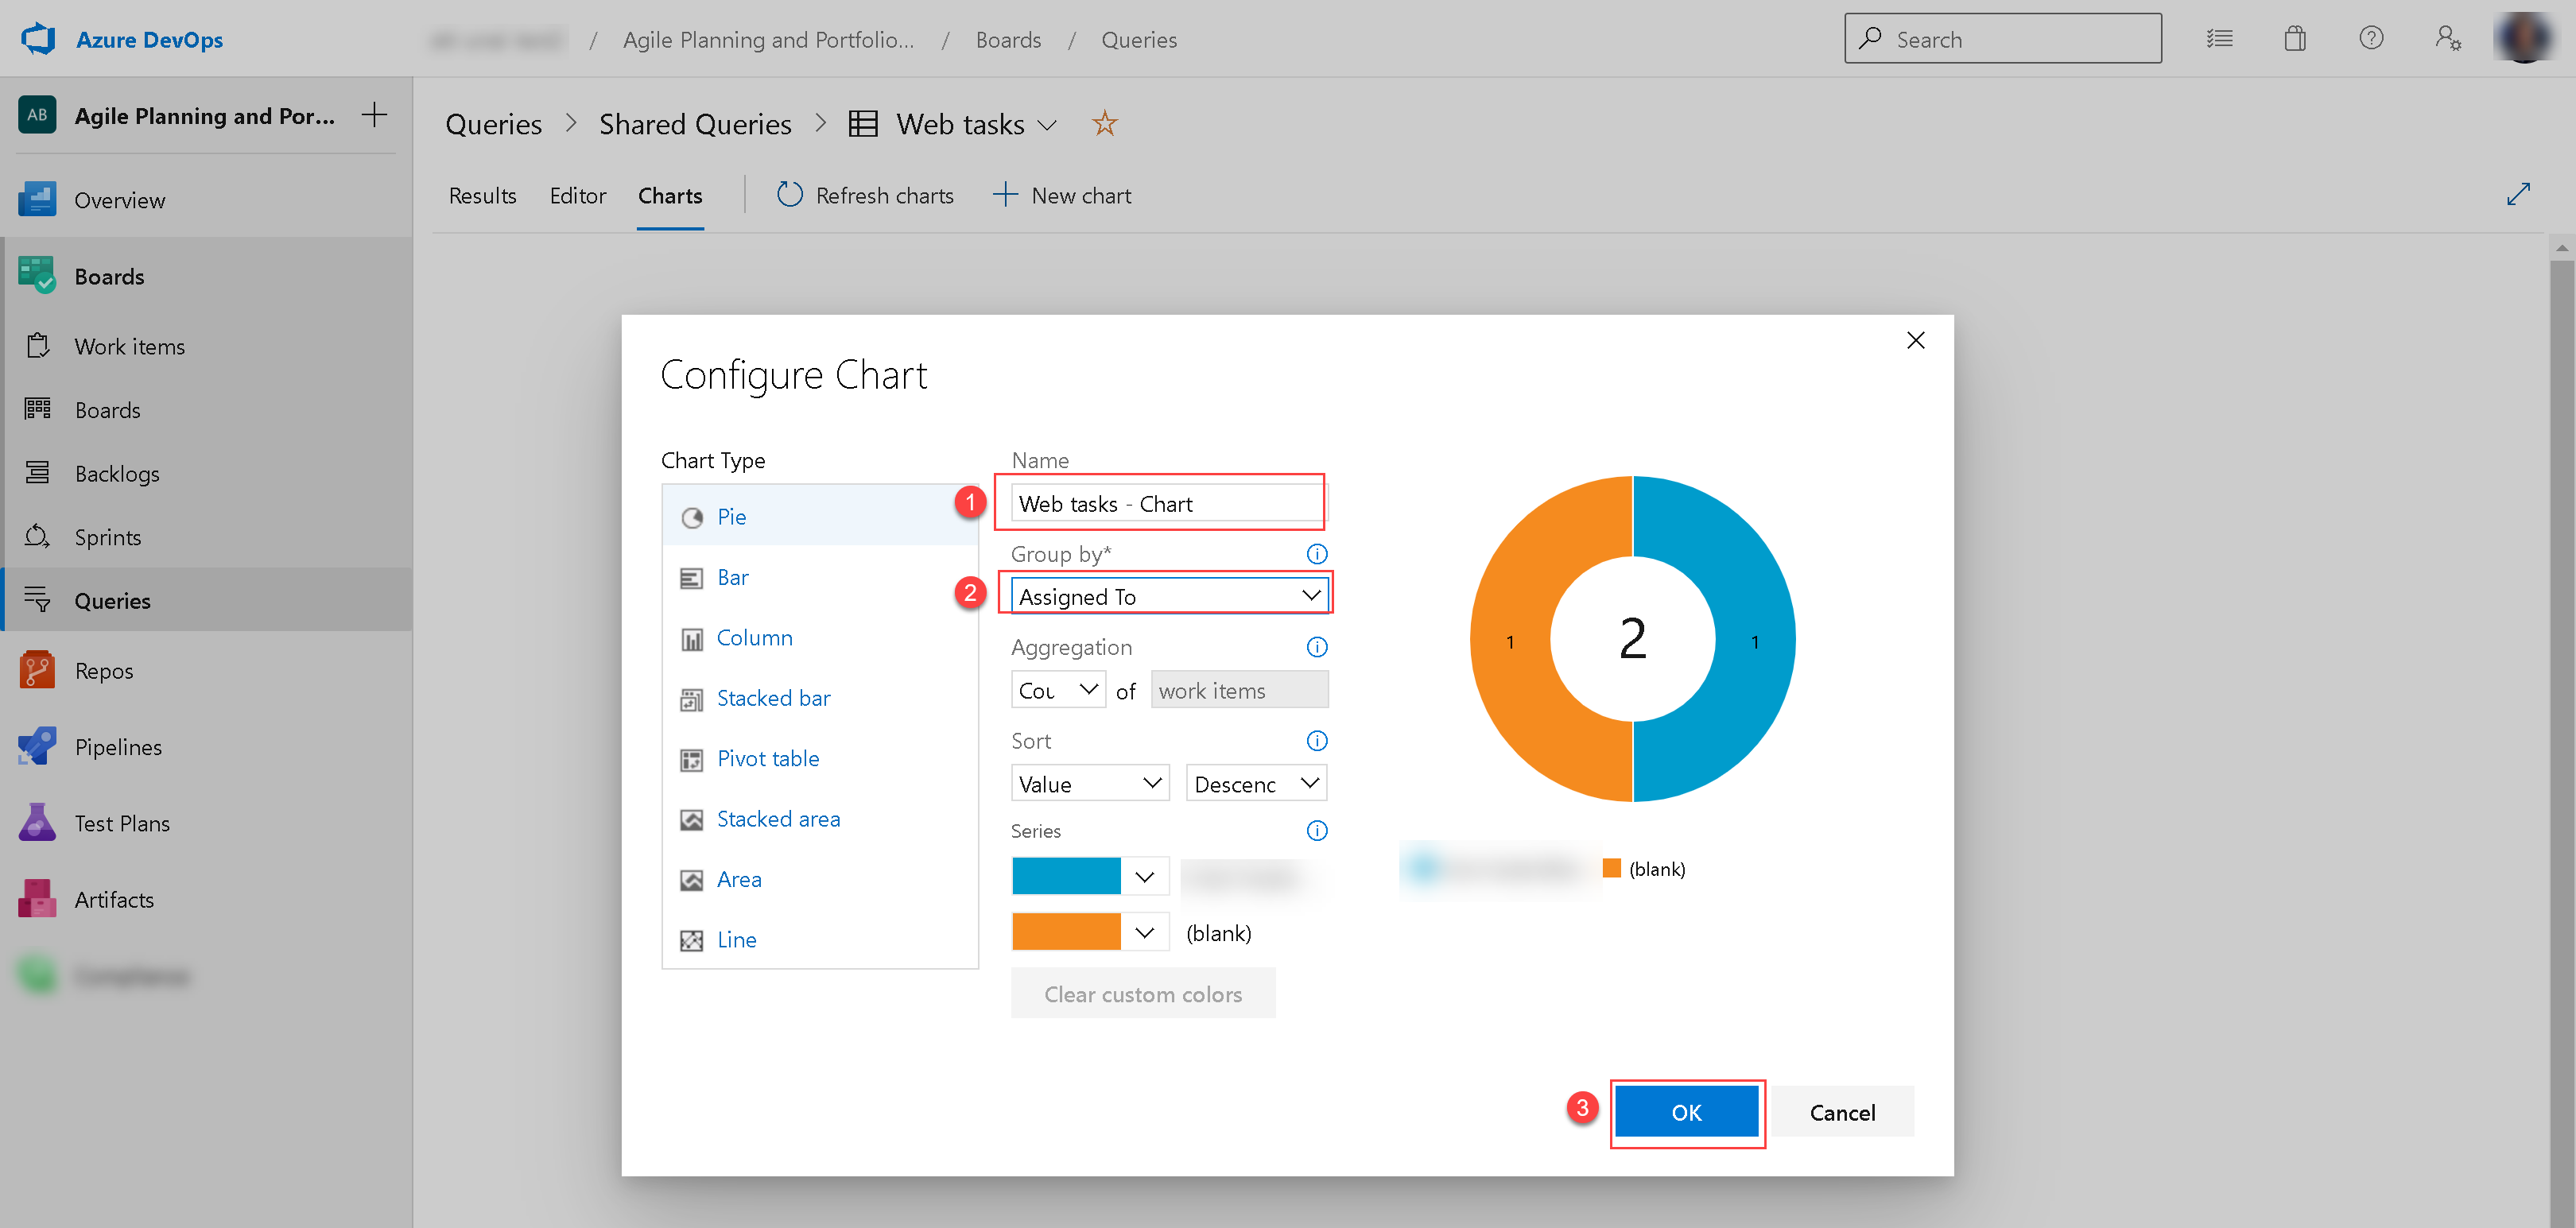 Azure DevOps
/ Agile Planning and Portfolio... / Boards / Queries
Search
AB Agile Planning and Por...
Overview
Boards
Work items
Boards
Backlogs
Sprints
Queries
Repos
Pipelines
Test Plans
Artifacts
Queries > Shared Queries > Web tasks
Results Editor Charts Refresh charts New chart
Configure Chart
Chart Type
Pie
Bar
Column
Stacked bar
Pivot table
Stacked area
Area
Line
Name
1 Web tasks - Chart
Group by*
2 Assigned To
Aggregation
Cou of work items
Sort
Value Descenc
Series
(blank)
Clear custom colors
1 2 1
(blank)
3 OK Cancel